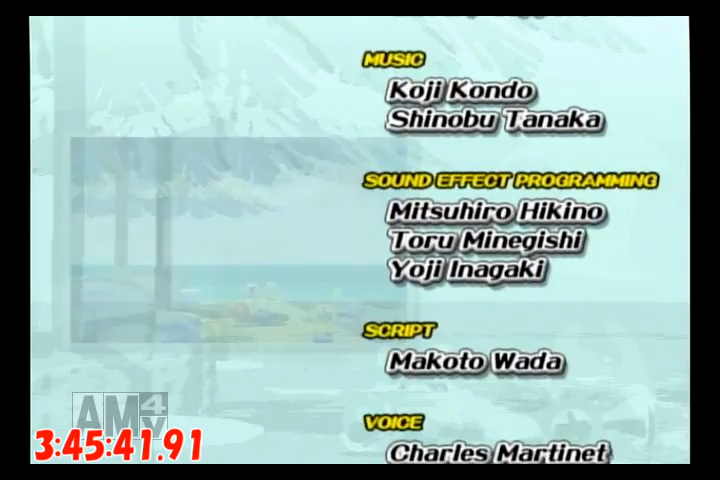 MUSIC
Koji Kondo
Shinobu Tanaka
SOUND EFFECT PROGRAMMING
Mitsuhiro Hikino
Toru Minegishi
Yoji Inagaki
SCRIPT
Makoto Wada
VOICE
Charles Martinet
AM4y
3:45:41.91